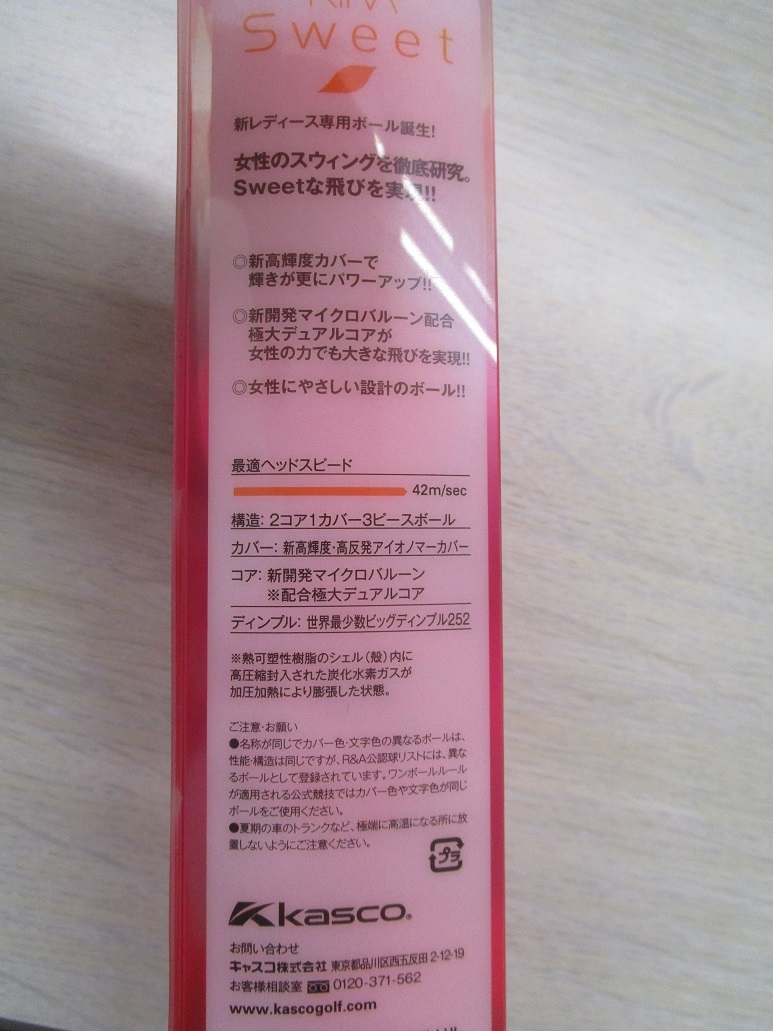 Sweet
新レディース専用ボール誕生!
女性のスウィングを徹底研究。
Sweetな飛びを実現!!
◎新高輝度カバーで
輝きが更にパワーアップ!!
◎新開発マイクロバルーン配合
極大デュアルコアが
女性の力でも大きな飛びを実現!!
◎女性にやさしい設計のボール!!
最適ヘッドスピード
42m/sec
構造: 2コア1カバー3ピースボール
カバー: 新高輝度・高反発アイオノマーカバー
コア: 新開発マイクロバルーン
※配合極大デュアルコア
ディンプル: 世界最少数ビッグディンプル252
※熱可塑性樹脂のシェル(殻)内に
高圧縮封入された炭化水素ガスが
加圧加熱により膨張した状態。
ご注意・お願い
●名称が同じでカバー色・文字色の異なるボールは、
性能・構造は同じですが、R&A公認球リストには、異な
るボールとして登録されています。ワンボールルール
が適用される公式競技ではカバー色や文字色が同じ
ボールをご使用ください。
●夏期の車のトランクなど、極端に高温になる所に放
置しないようにご注意ください。
プラ
kasco®
お問い合わせ
キャスコ株式会社 東京都品川区西五反田2-12-19
お客様相談室 0120-371-562
www.kascogolf.com